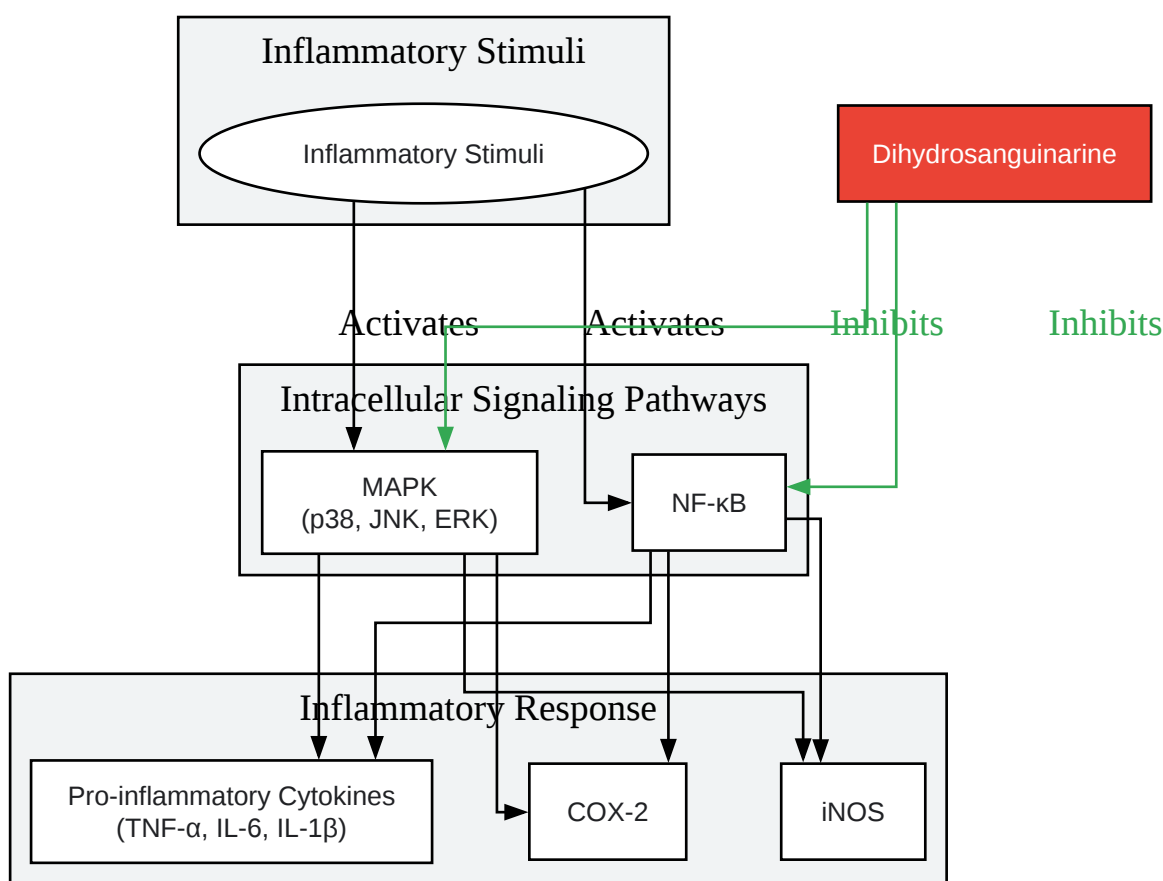 Inflammatory Stimuli
Inflammatory Stimuli
Dihydrosanguinarine
Activates
Activates
Inhibits
Inhibits
Intracellular Signaling Pathways
MAPK
(p38, JNK, ERK)
NF-κB
Inflammatory Response
Pro-inflammatory Cytokines
(TNF-α, IL-6, IL-1β)
COX-2
iNOS